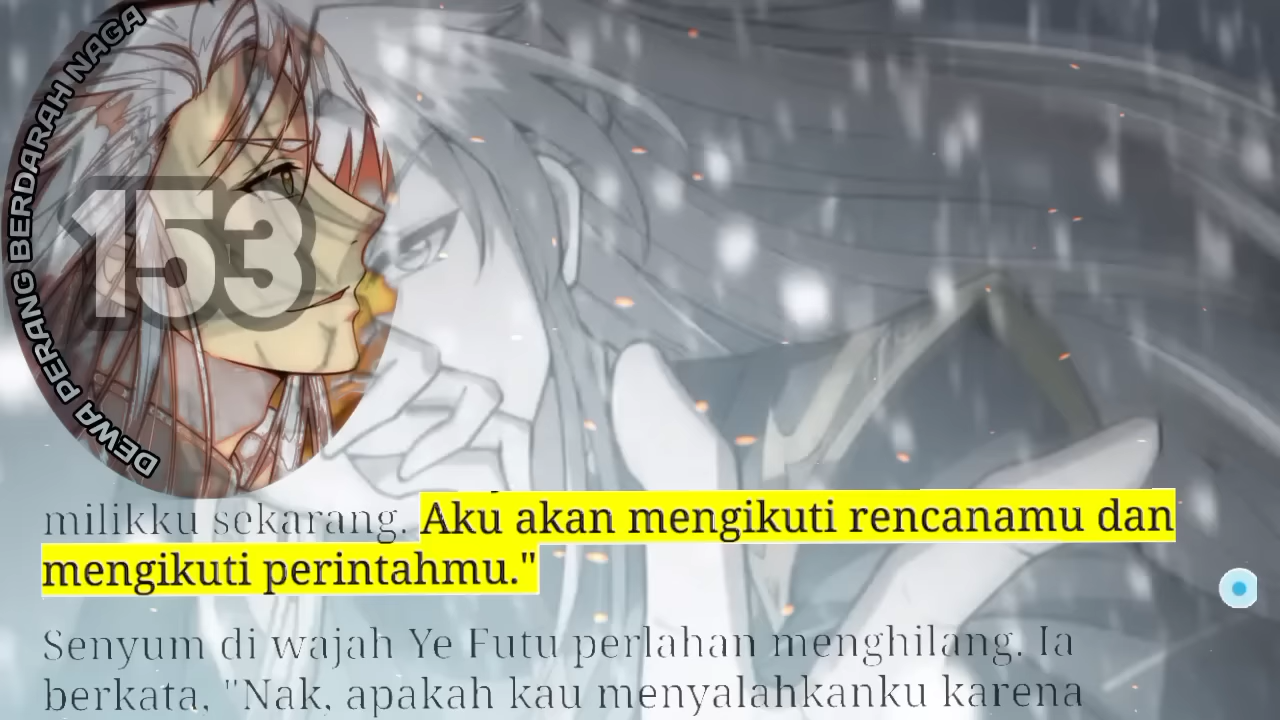 DEWA PERANG BERDARAH NAGA
153
milikku sekarang. Aku akan mengikuti rencanamu dan
mengikuti perintahmu."
Senyum di wajah Ye Futu perlahan menghilang. Ia
berkata, "Nak, apakah kau menyalahkanku karena